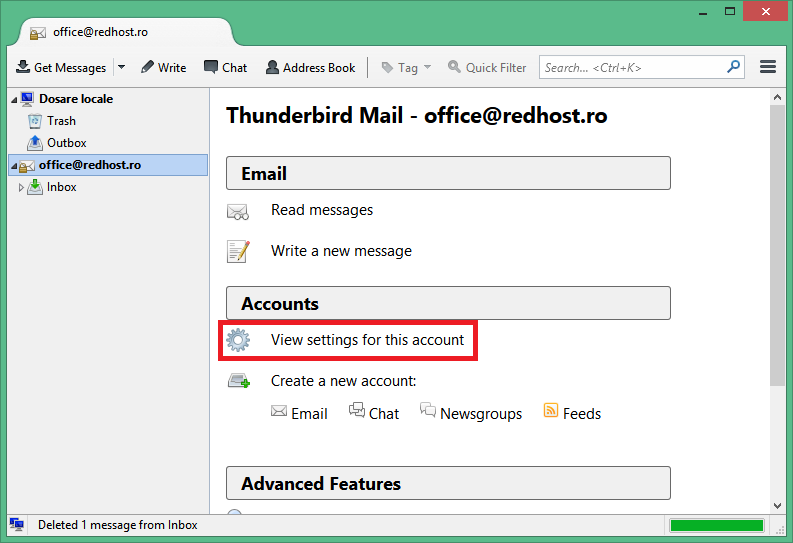 office@redhost.ro
Get Messages Write Chat Address Book Tag Quick Filter Search... <Ctrl+K>
Dosare locale
Trash
Outbox
office@redhost.ro
Inbox
Thunderbird Mail - office@redhost.ro
Email
Read messages
Write a new message
Accounts
View settings for this account
Create a new account:
Email Chat Newsgroups Feeds
Advanced Features
Deleted 1 message from Inbox